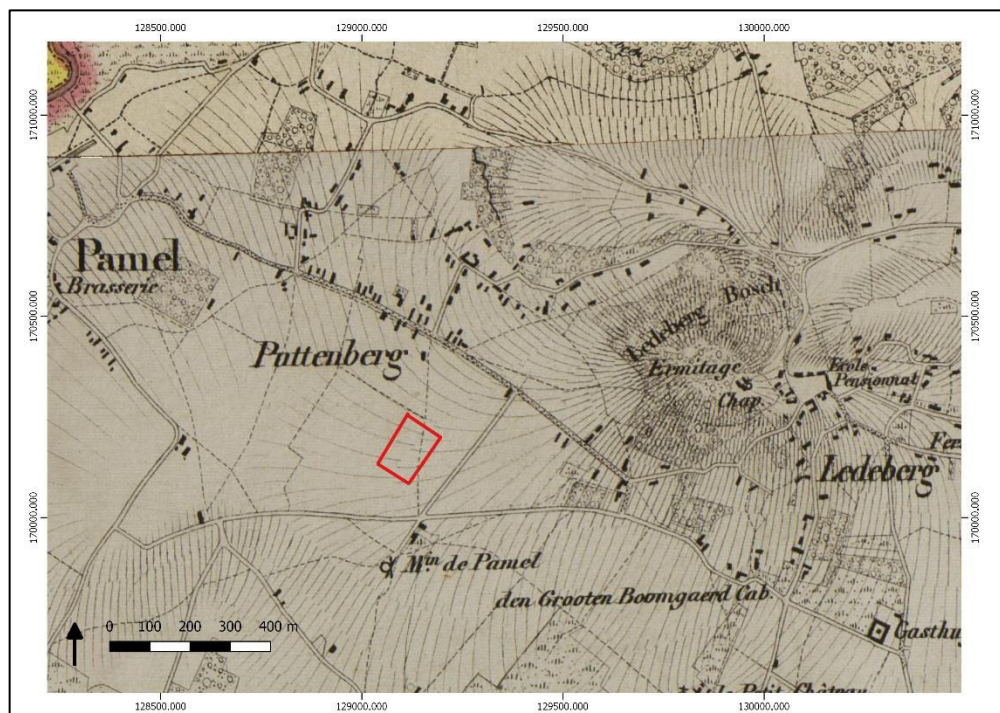 128500.000 129000.000 129500.000 130000.000
171000.000 171000.000
Pamel
Brasserie
Ledeberg Bosch
170500.000 170500.000
Puttenberg
Ermitage
Ecole
Pensionnat
Chap.
Ledeberg
170000.000 170000.000
Min de Pamel
den Grooten Boomgaerd Cab.
0 100 200 300 400 m
128500.000 129000.000 129500.000 130000.000